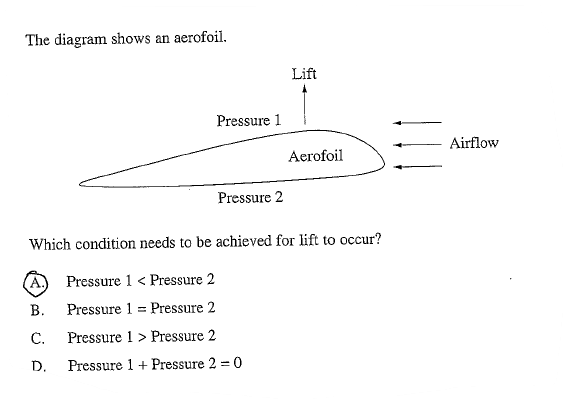 The diagram shows an aerofoil.
Lift
Pressure 1
Airflow
Aerofoil
Pressure 2
Which condition needs to be achieved for lift to occur?
A. Pressure 1 < Pressure 2
B. Pressure 1 = Pressure 2
C. Pressure 1 > Pressure 2
D. Pressure 1 + Pressure 2 = 0